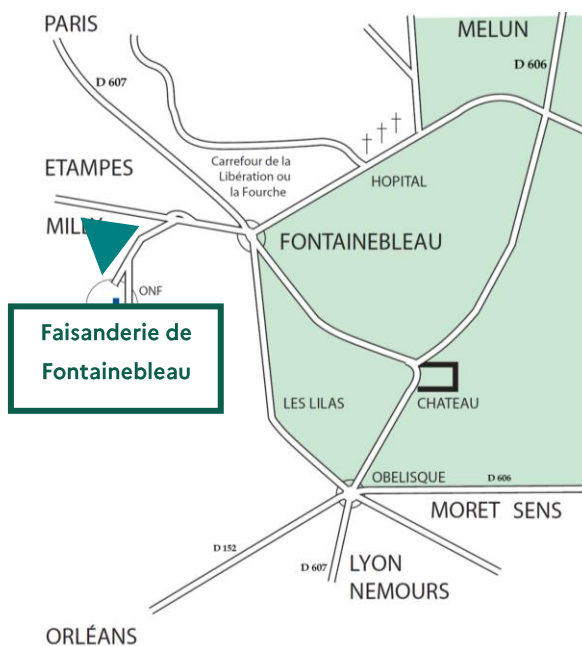 PARIS
MELUN
D 606
D 607
Carrefour de la
Libération ou
la Fourche
ETAMPES
HOPITAL
MILLY
FONTAINEBLEAU
ONF
Faisanderie de
Fontainebleau
LES LILAS
CHATEAU
OBELISQUE
D 606
MORET SENS
D 152
D 607
LYON
NEMOURS
ORLÉANS